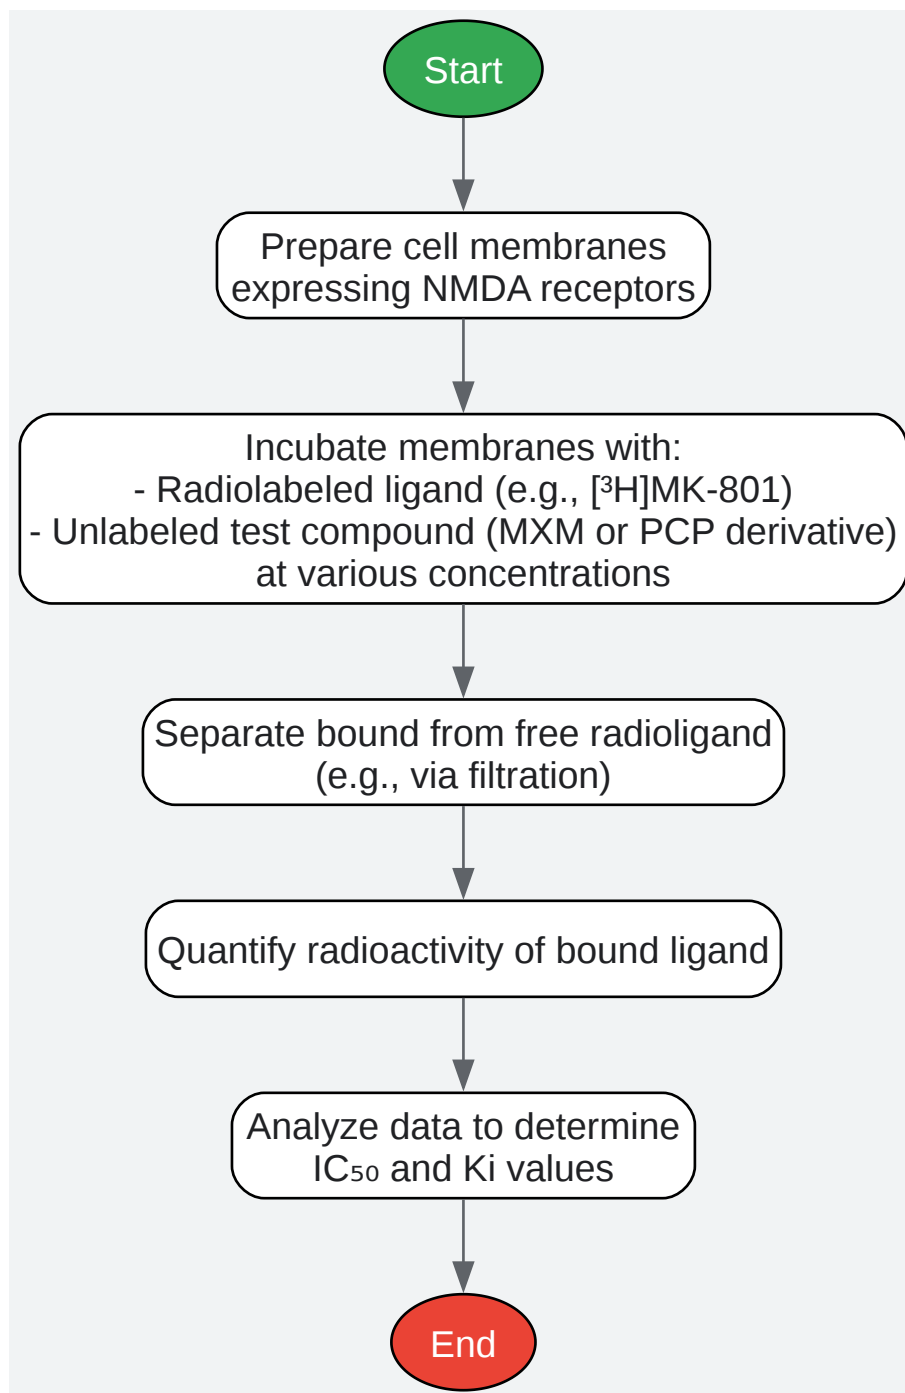 Start
Prepare cell membranes
expressing NMDA receptors
Incubate membranes with:
- Radiolabeled ligand (e.g., [³H]MK-801)
- Unlabeled test compound (MXM or PCP derivative)
at various concentrations
Separate bound from free radioligand
(e.g., via filtration)
Quantify radioactivity of bound ligand
Analyze data to determine
IC₅₀ and Ki values
End